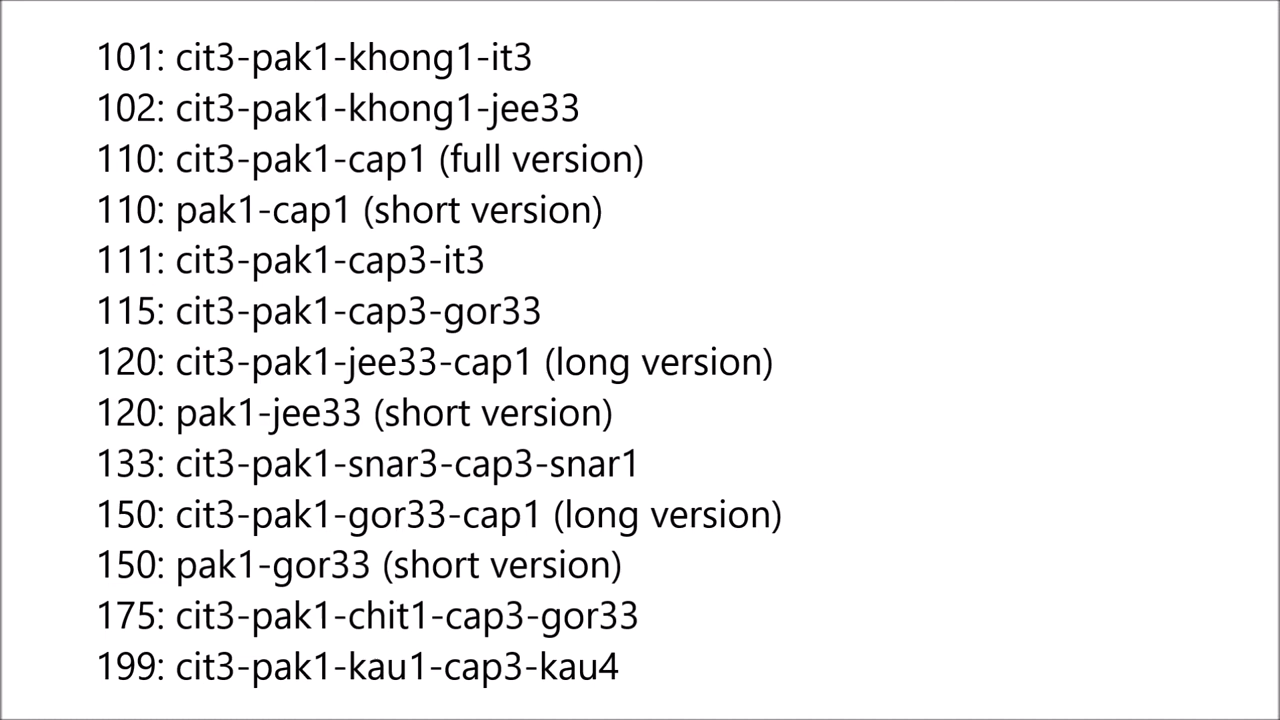 101: cit3-pak1-khong1-it3
102: cit3-pak1-khong1-jee33
110: cit3-pak1-cap1 (full version)
110: pak1-cap1 (short version)
111: cit3-pak1-cap3-it3
115: cit3-pak1-cap3-gor33
120: cit3-pak1-jee33-cap1 (long version)
120: pak1-jee33 (short version)
133: cit3-pak1-snar3-cap3-snar1
150: cit3-pak1-gor33-cap1 (long version)
150: pak1-gor33 (short version)
175: cit3-pak1-chit1-cap3-gor33
199: cit3-pak1-kau1-cap3-kau4